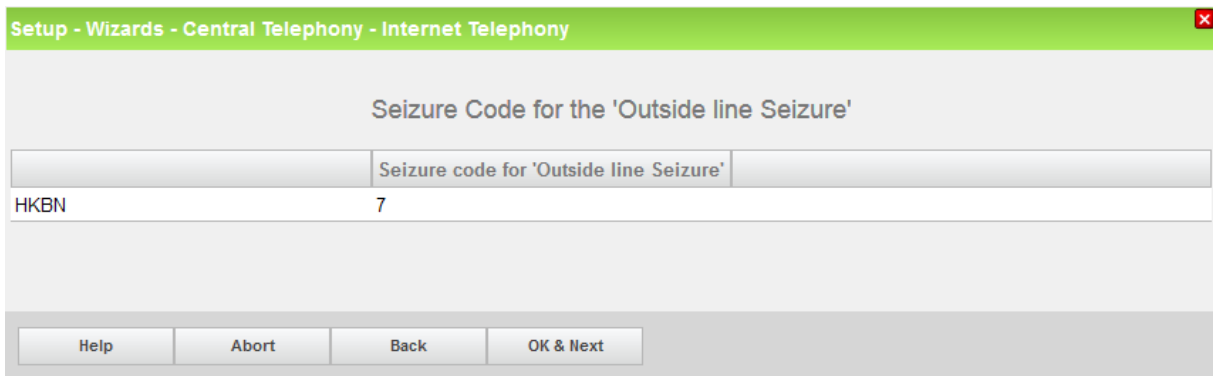 Setup - Wizards - Central Telephony - Internet Telephony
Seizure Code for the 'Outside line Seizure'
Seizure code for 'Outside line Seizure'
HKBN 7
Help Abort Back OK & Next